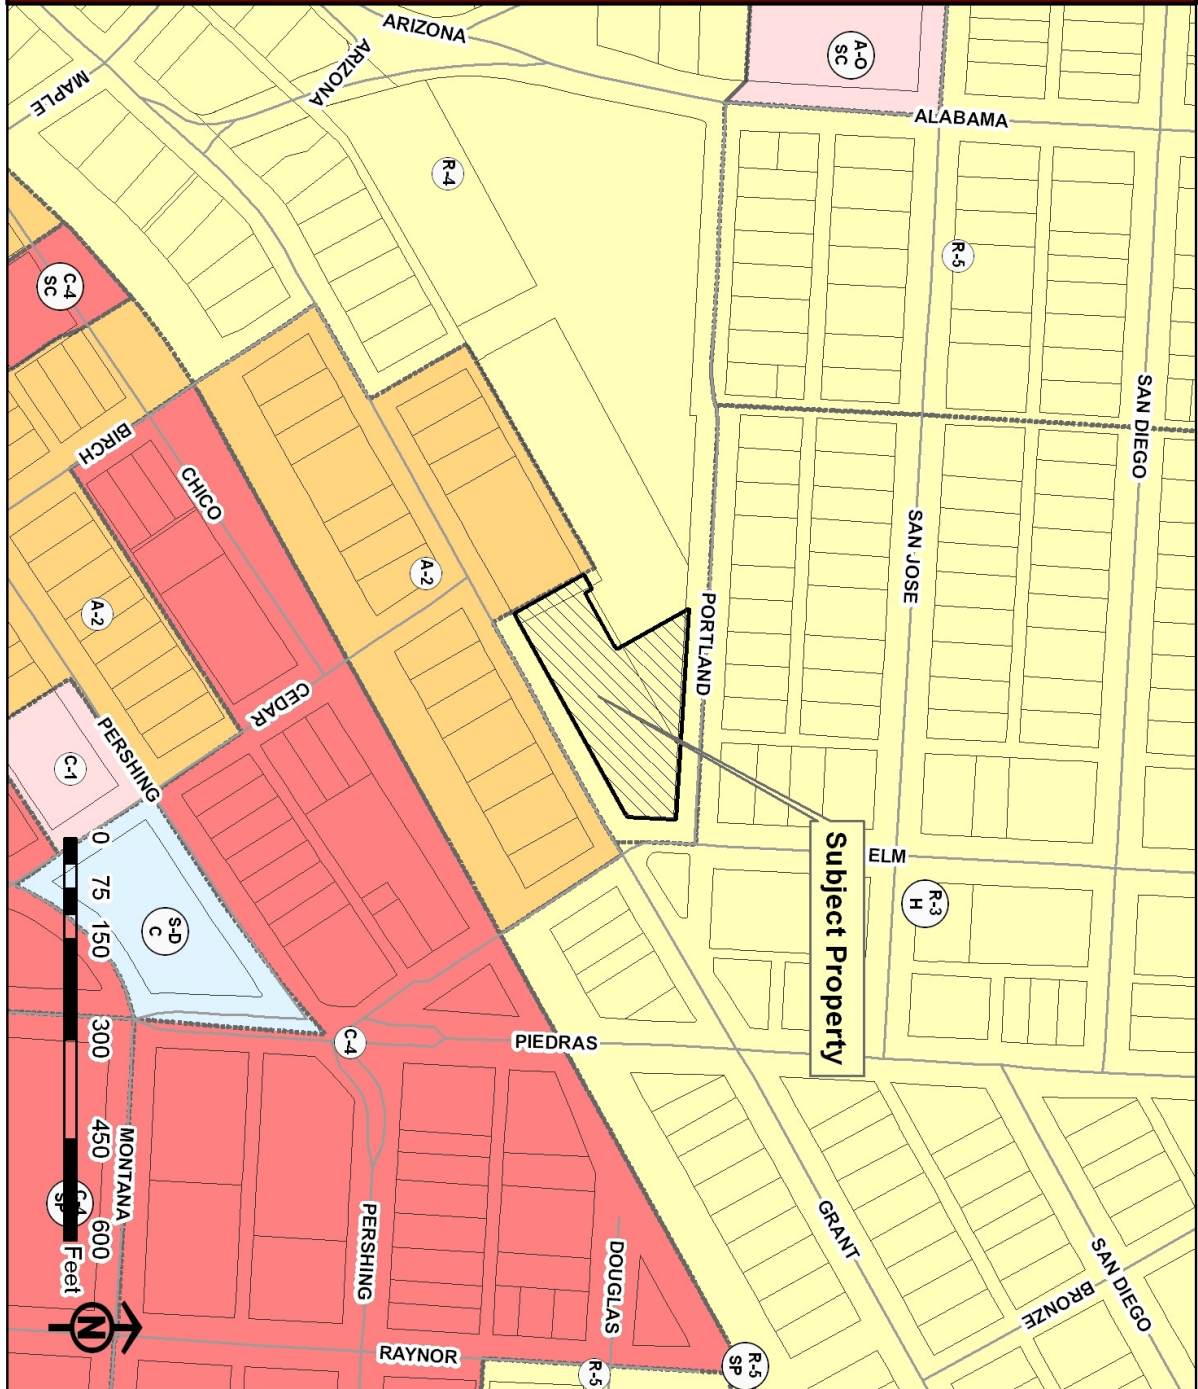 ARIZONA
ARIZONA
MAPLE
A-O
SC
ALABAMA
R-4
R-5
C-4
SC
SAN DIEGO
BIRCH
CHICO
SAN JOSE
A-2
A-2
PORTLAND
CEDAR
PERSHING
C-1
Subject Property
ELM
R-3
H
S-D
C
C-4
PIEDRAS
MONTANA
PERSHING
GRANT
DOUGLAS
SAN DIEGO
BRONZE
RAYNOR
R-5
SP
R-5
C-4
SP
0 75 150 300 450 600
Feet
N